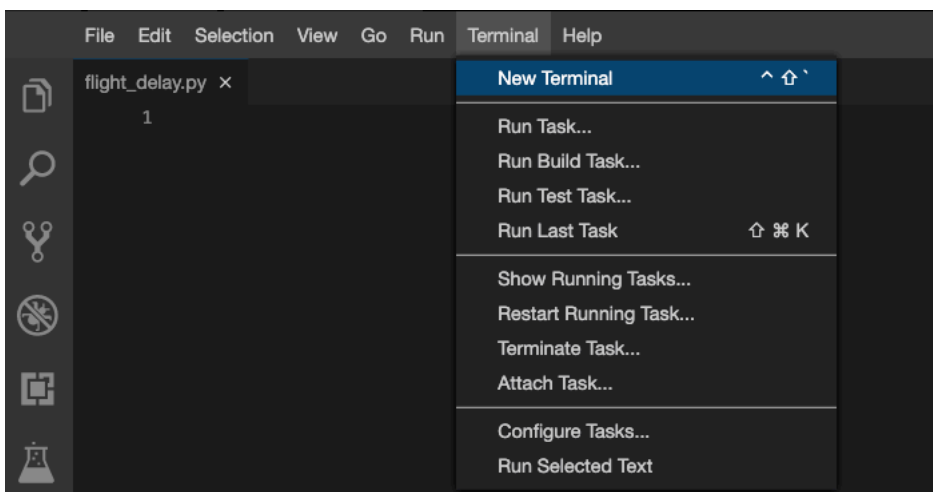 File Edit Selection View Go Run Terminal Help
flight_delay.py ×
1
New Terminal ^⇧`
Run Task...
Run Build Task...
Run Test Task...
Run Last Task ⇧⌘K
Show Running Tasks...
Restart Running Task...
Terminate Task...
Attach Task...
Configure Tasks...
Run Selected Text